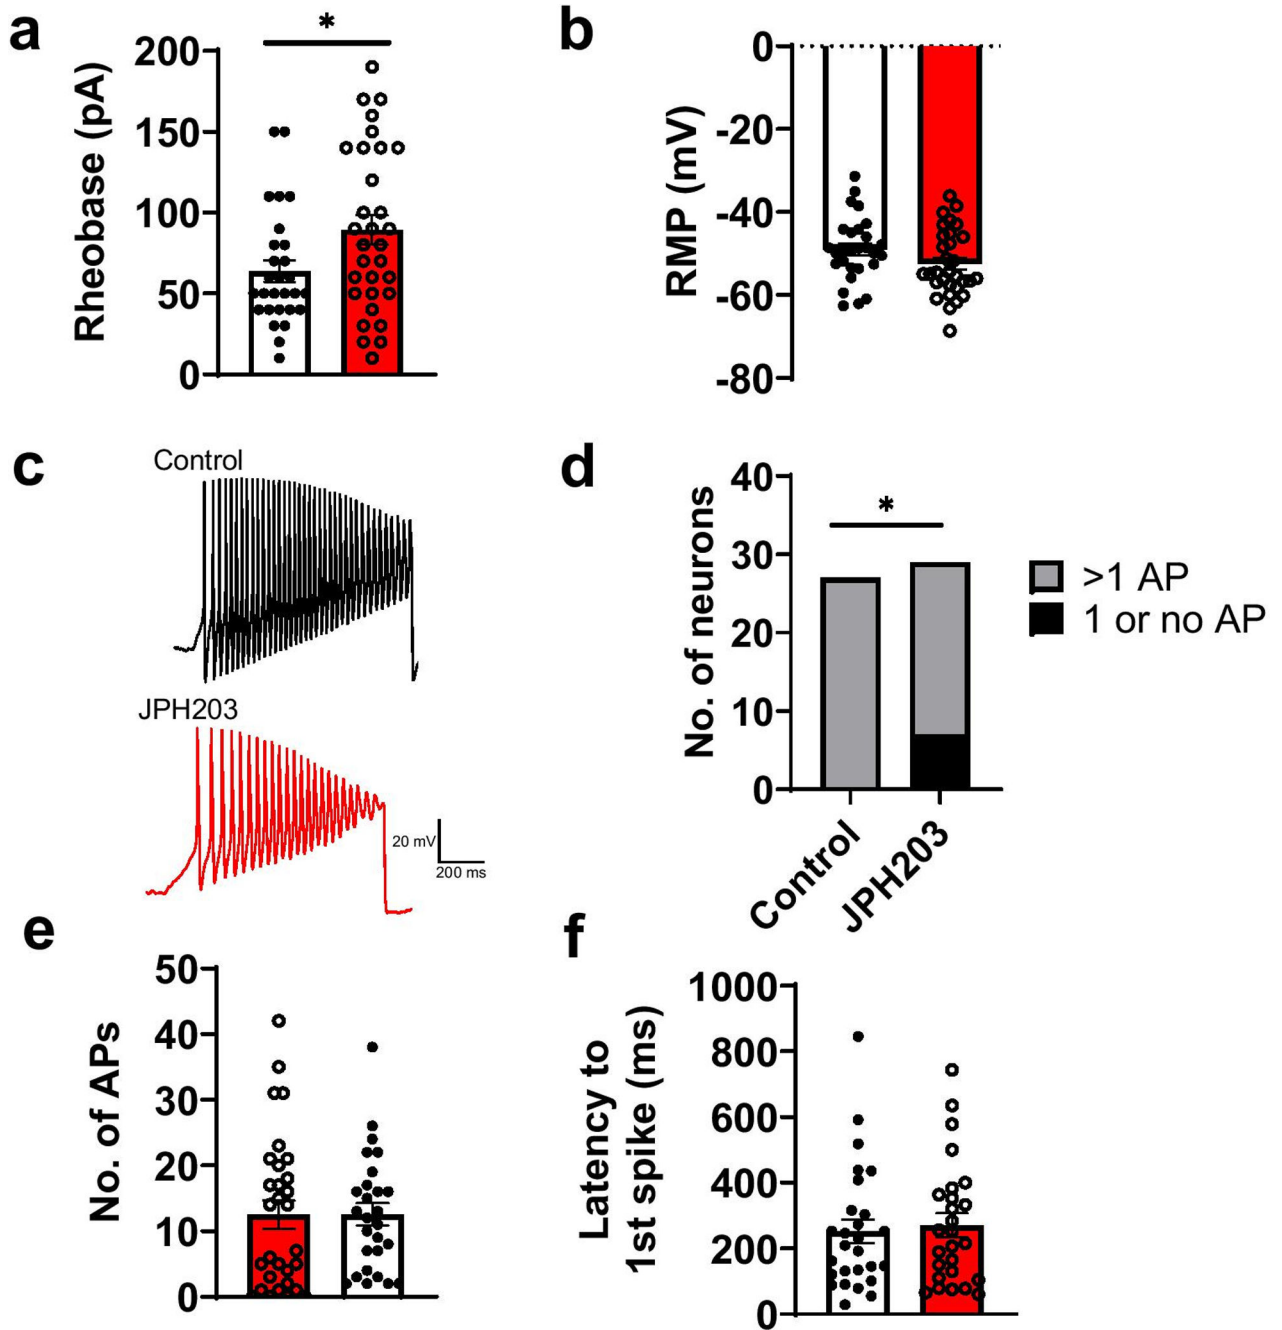 a
*
200
150
100
50
0
Rheobase (pA)
b
0
-20
-40
-60
-80
RMP (mV)
c
Control
JPH203
20 mV
200 ms
d
*
40
30
20
10
0
No. of neurons
>1 AP
1 or no AP
Control
JPH203
e
50
40
30
20
10
0
No. of APs
f
1000
800
600
400
200
0
Latency to
1st spike (ms)